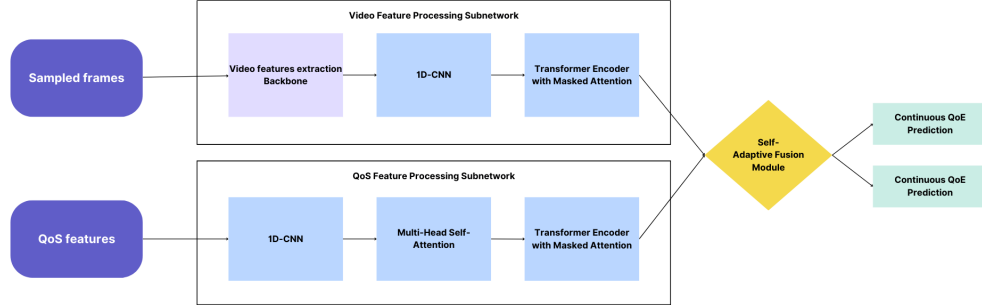 Video Feature Processing Subnetwork
Sampled frames
Video features extraction
Backbone
1D-CNN
Transformer Encoder
with Masked Attention
Self-
Adaptive Fusion
Module
Continuous QoE
Prediction
Continuous QoE
Prediction
QoS Feature Processing Subnetwork
QoS features
1D-CNN
Multi-Head Self-
Attention
Transformer Encoder
with Masked Attention